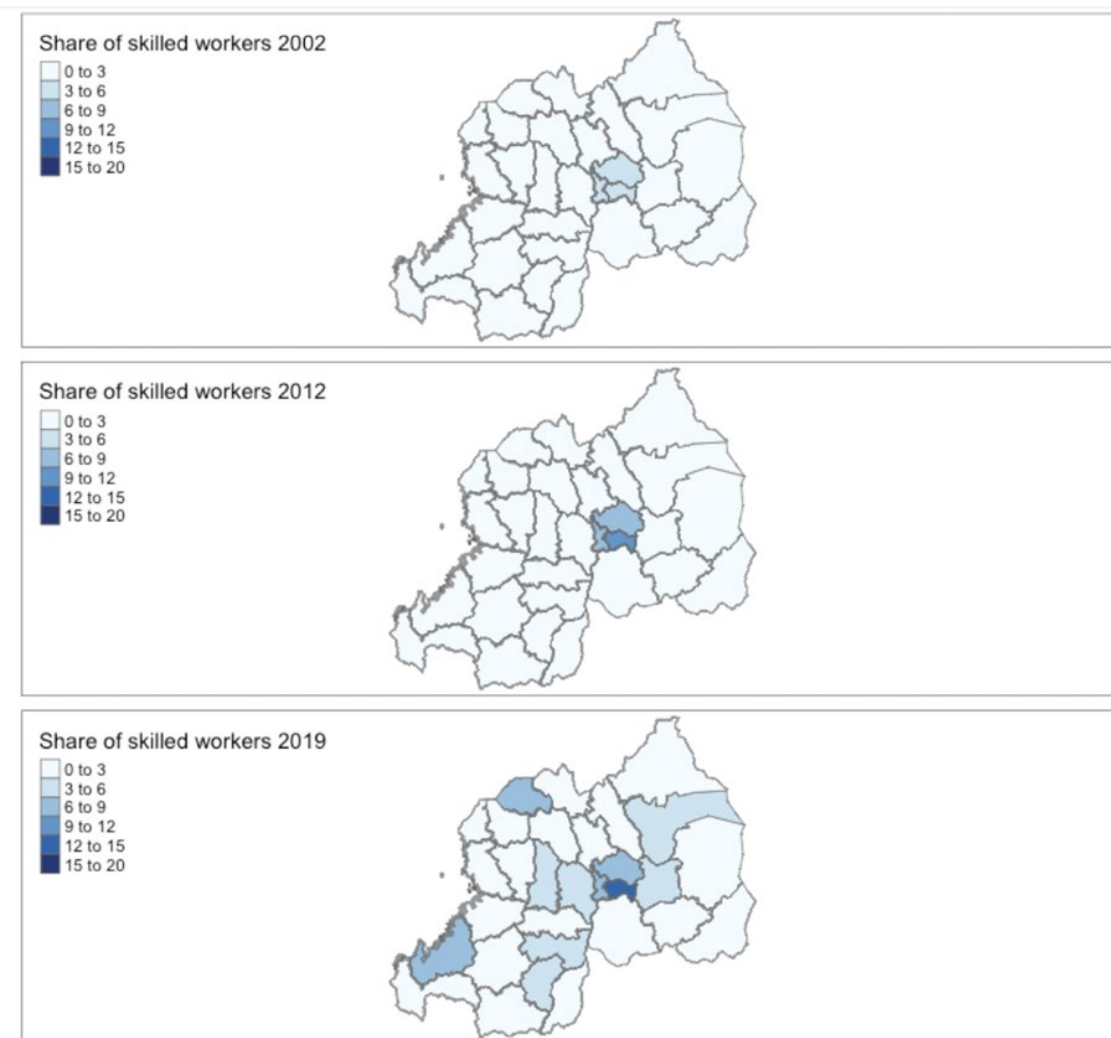 Share of skilled workers 2002
0 to 3
3 to 6
6 to 9
9 to 12
12 to 15
15 to 20
Share of skilled workers 2012
0 to 3
3 to 6
6 to 9
9 to 12
12 to 15
15 to 20
Share of skilled workers 2019
0 to 3
3 to 6
6 to 9
9 to 12
12 to 15
15 to 20